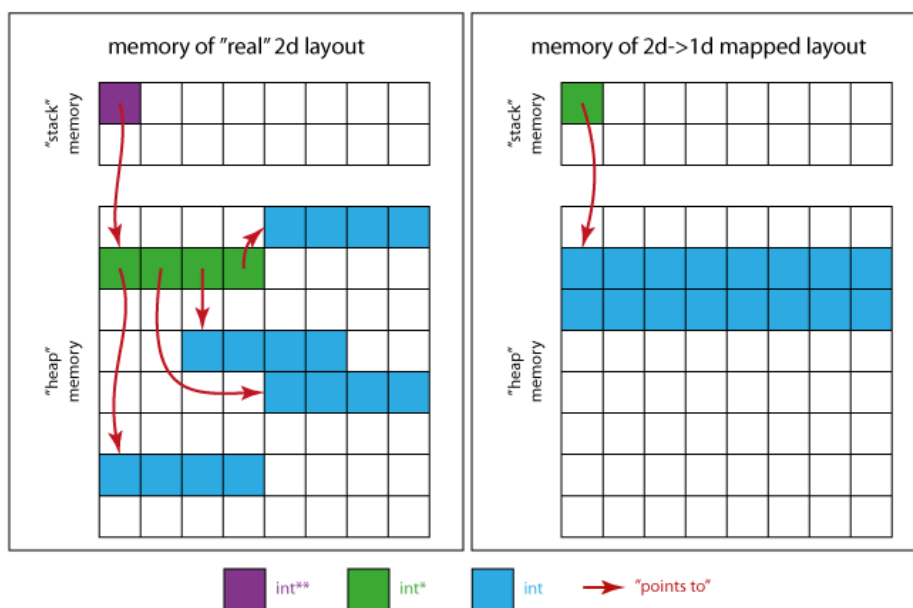 memory of "real" 2d layout
"stack"
memory
"heap"
memory
memory of 2d->1d mapped layout
"stack"
memory
"heap"
memory
int**
int*
int
"points to"